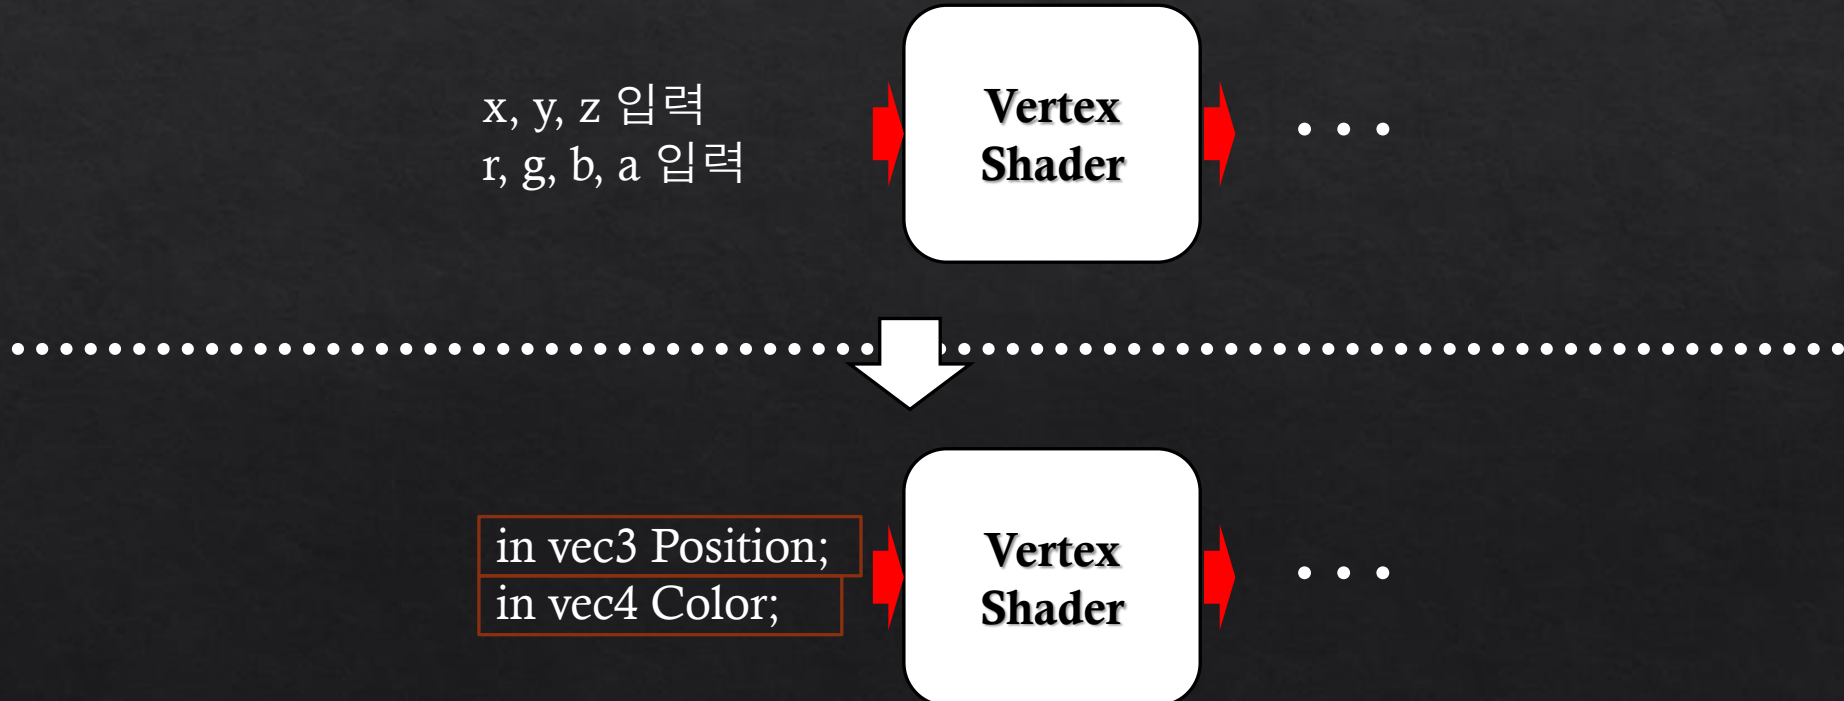 x, y, z 입력
r, g, b, a 입력
Vertex
Shader
• • •
in vec3 Position;
in vec4 Color;
Vertex
Shader
• • •